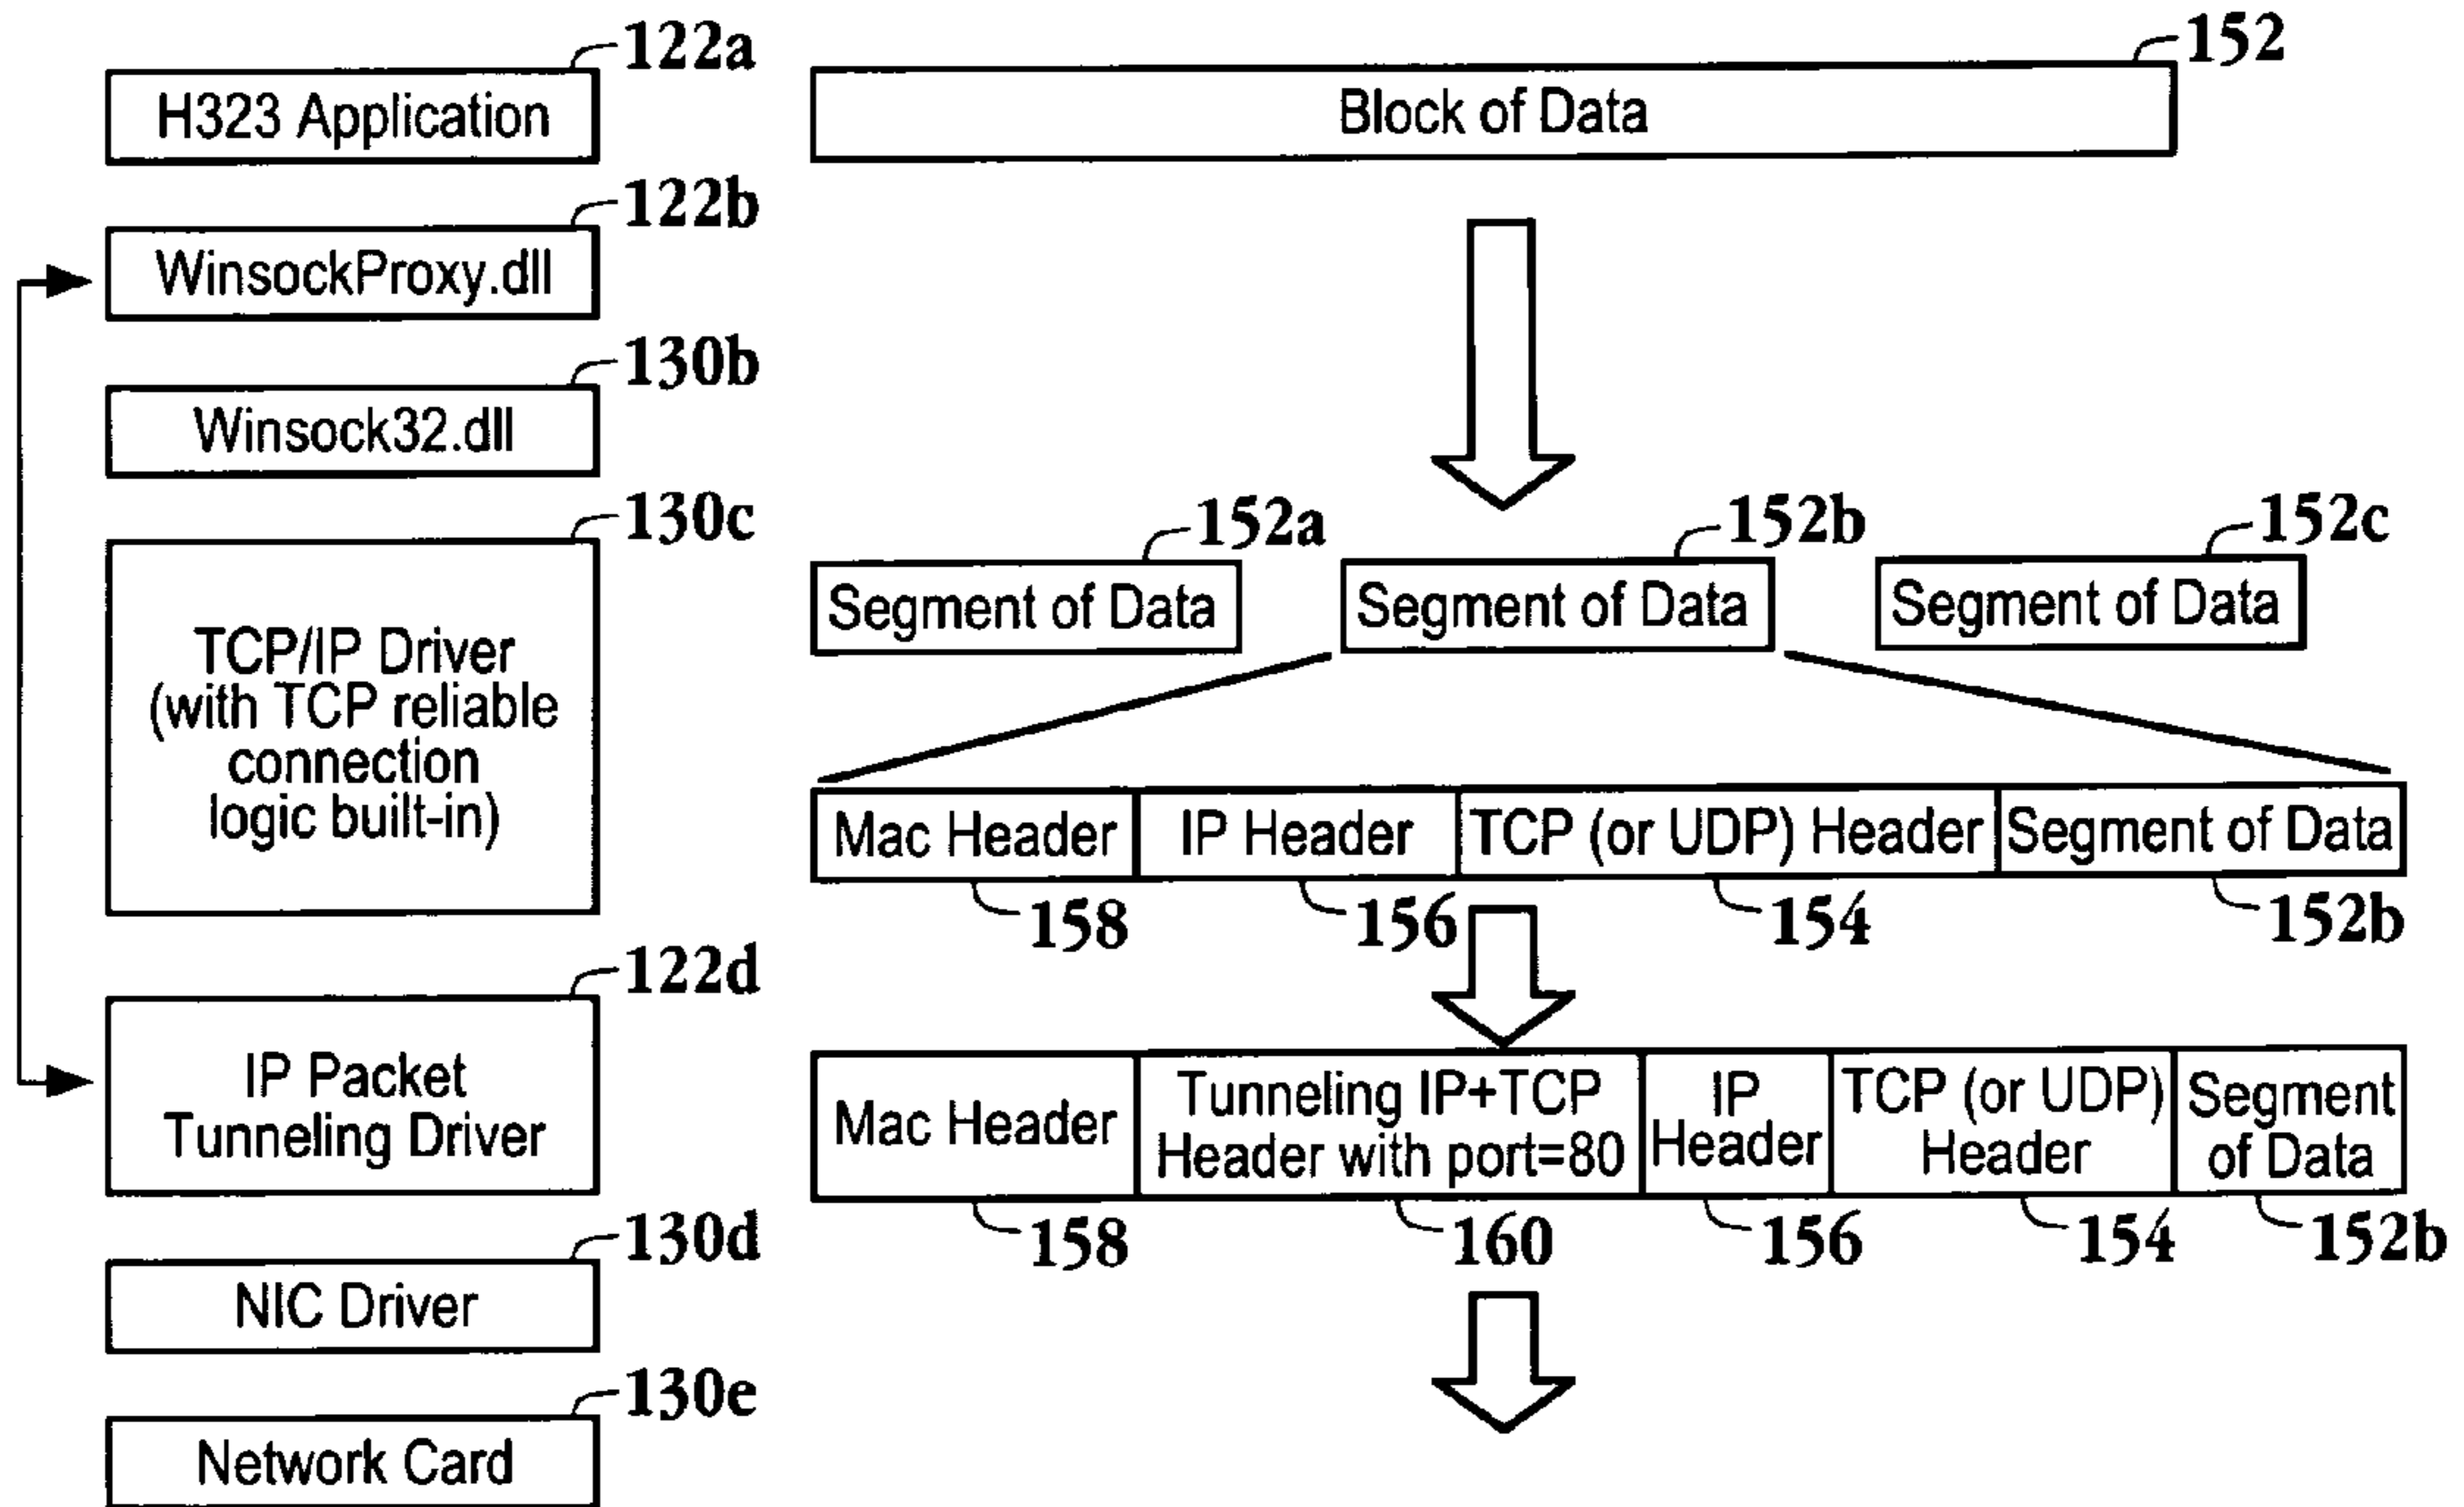 122a
H323 Application
152
Block of Data
122b
WinsockProxy.dll
130b
Winsock32.dll
130c
TCP/IP Driver
(with TCP reliable
connection
logic built-in)
152a
Segment of Data
152b
Segment of Data
152c
Segment of Data
Mac Header
IP Header
TCP (or UDP) Header
Segment of Data
158
156
154
152b
122d
IP Packet
Tunneling Driver
Mac Header
Tunneling IP+TCP
Header with port=80
IP
Header
TCP (or UDP)
Header
Segment
of Data
158
160
156
154
152b
130d
NIC Driver
130e
Network Card